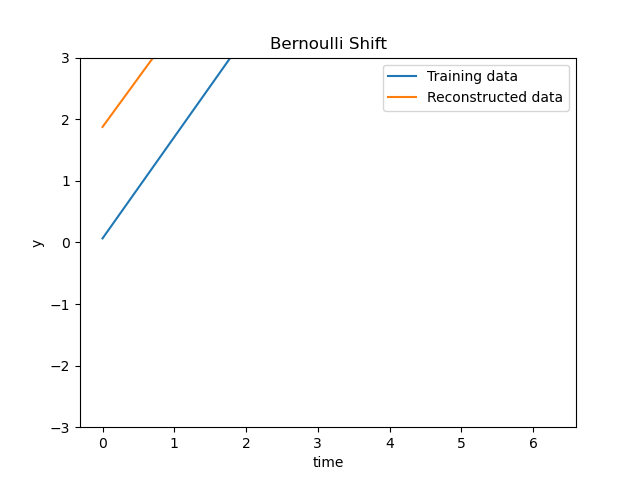 Bernoulli Shift
Training data
Reconstructed data
3
2
1
0
−1
−2
−3
y
0 1 2 3 4 5 6
time